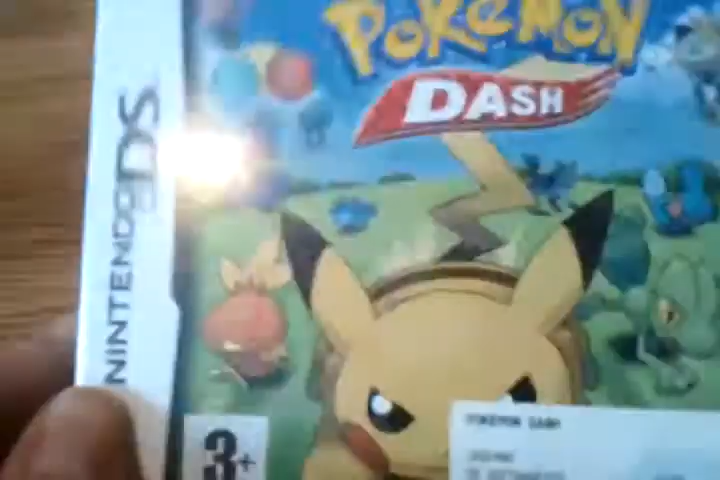 POKéMON
DASH
NINTENDO DS
3+
POKEMON DASH